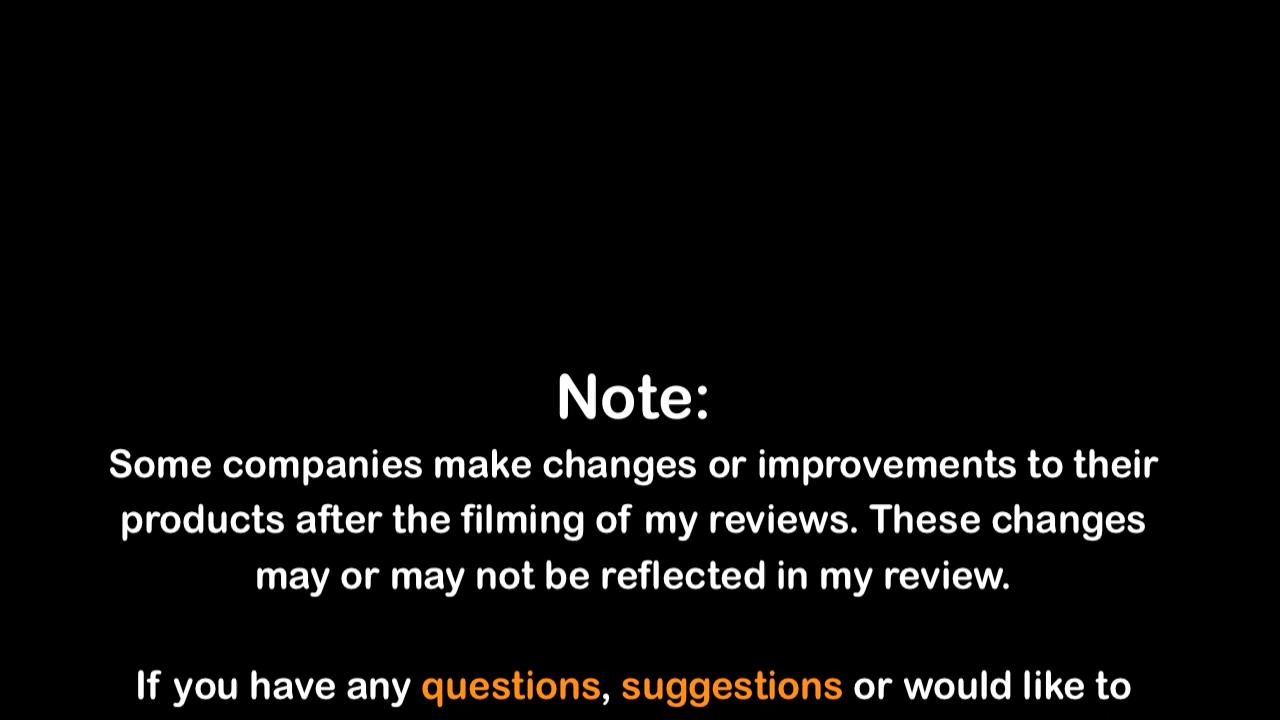 Note:
Some companies make changes or improvements to their
products after the filming of my reviews. These changes
may or may not be reflected in my review.
If you have any questions, suggestions or would like to